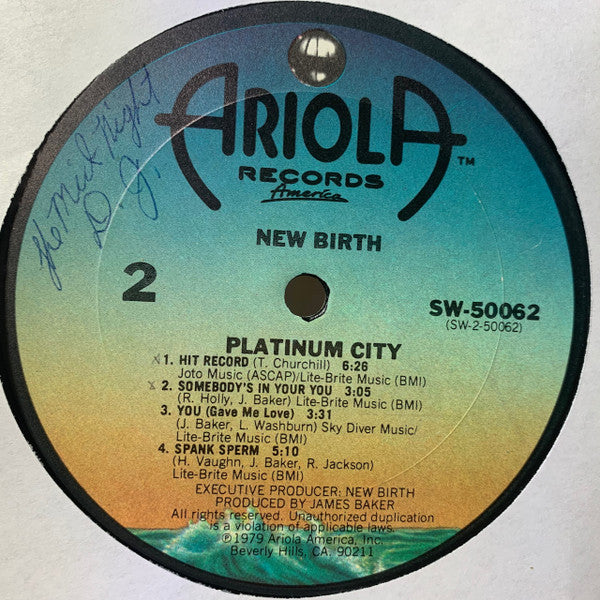 The Mid Night
D. J.
ARIOLA™
RECORDS
America
NEW BIRTH
2
SW-50062
(SW-2-50062)
PLATINUM CITY
1. HIT RECORD (T. Churchill) 6:26
Joto Music (ASCAP)/Lite-Brite Music (BMI)
2. SOMEBODY'S IN YOUR YOU 3:05
(R. Holly, J. Baker) Lite-Brite Music (BMI)
3. YOU (Gave Me Love) 3:31
(J. Baker, L. Washburn) Sky Diver Music/
Lite-Brite Music (BMI)
4. SPANK SPERM 5:10
(H. Vaughn, J. Baker, R. Jackson)
Lite-Brite Music (BMI)
EXECUTIVE PRODUCER: NEW BIRTH
PRODUCED BY JAMES BAKER
All rights reserved. Unauthorized duplication
is a violation of applicable laws.
℗1979 Ariola America, Inc.
Beverly Hills, CA. 90211